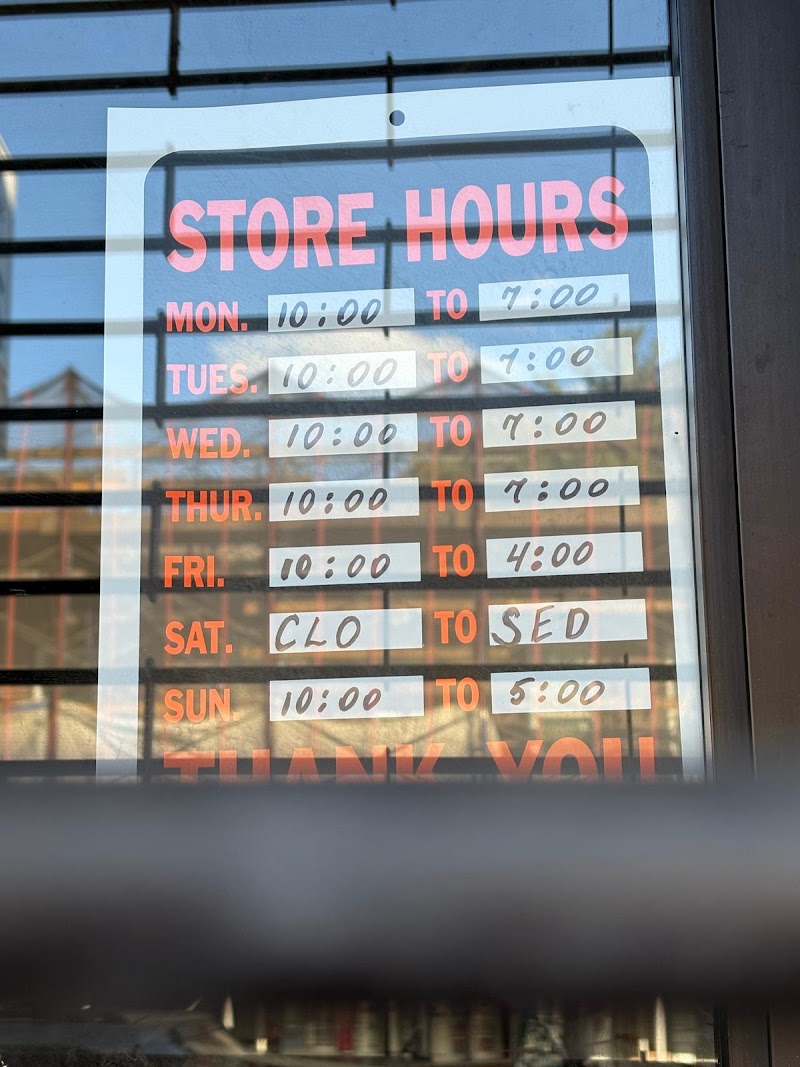 STORE HOURS
MON. 10:00 TO 7:00
TUES. 10:00 TO 7:00
WED. 10:00 TO 7:00
THUR. 10:00 TO 7:00
FRI. 10:00 TO 4:00
SAT. CLO TO SED
SUN. 10:00 TO 5:00
THANK YOU